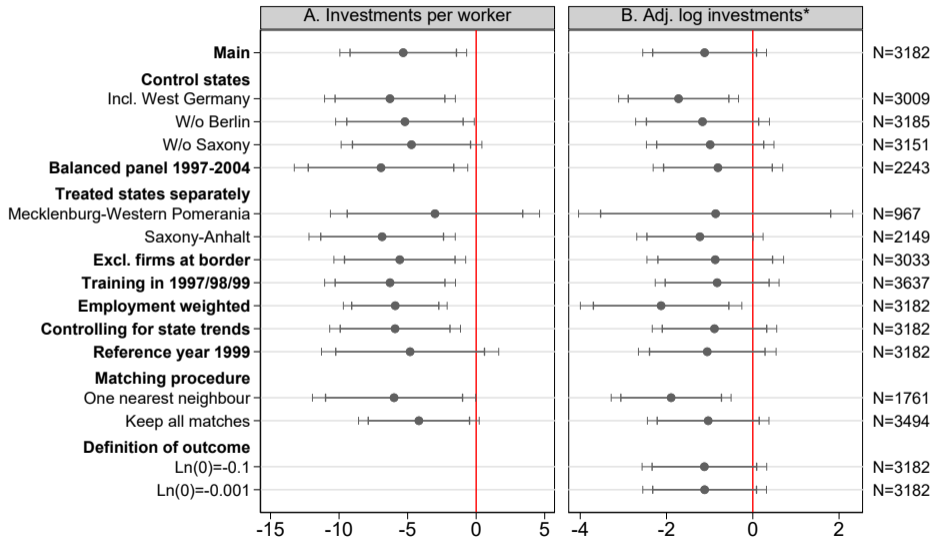 A. Investments per worker B. Adj. log investments*
Main N=3182
Control states
Incl. West Germany N=3009
W/o Berlin N=3185
W/o Saxony N=3151
Balanced panel 1997-2004 N=2243
Treated states separately
Mecklenburg-Western Pomerania N=967
Saxony-Anhalt N=2149
Excl. firms at border N=3033
Training in 1997/98/99 N=3637
Employment weighted N=3182
Controlling for state trends N=3182
Reference year 1999 N=3182
Matching procedure
One nearest neighbour N=1761
Keep all matches N=3494
Definition of outcome
Ln(0)=-0.1 N=3182
Ln(0)=-0.001 N=3182
-15 -10 -5 0 5 -4 -2 0 2